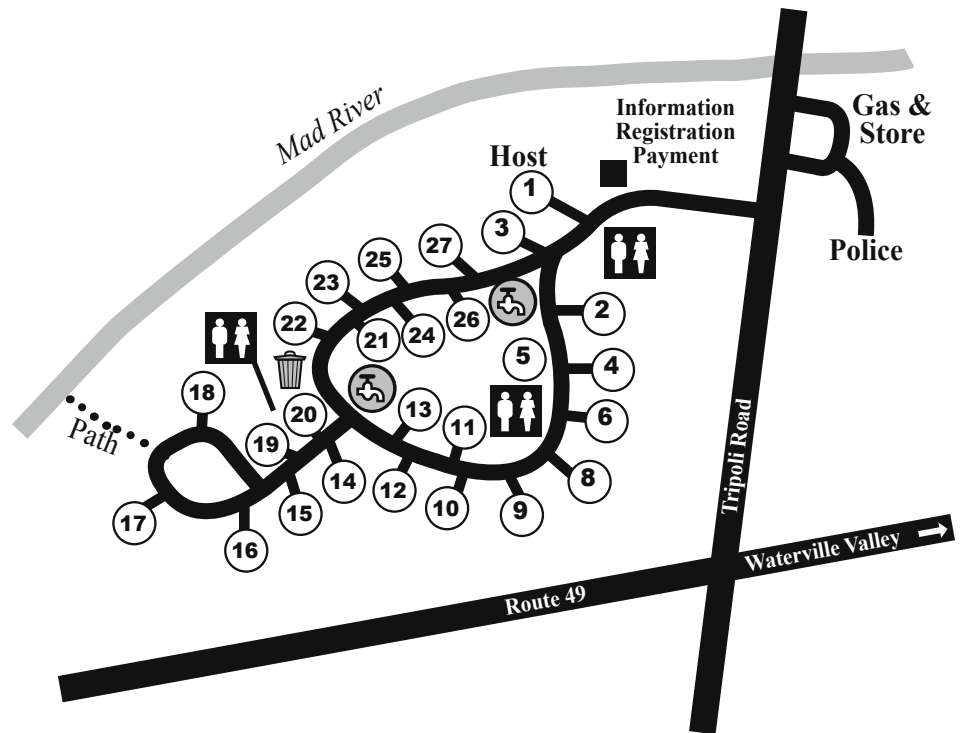 Mad River
Information
Registration
Payment
Gas &
Store
Host
1
3
Police
27
25
23
2
22
26
24
21
5
4
18
20
13
6
11
Path
19
8
14
12
10
9
15
17
16
Tripoli Road
Waterville Valley
Route 49